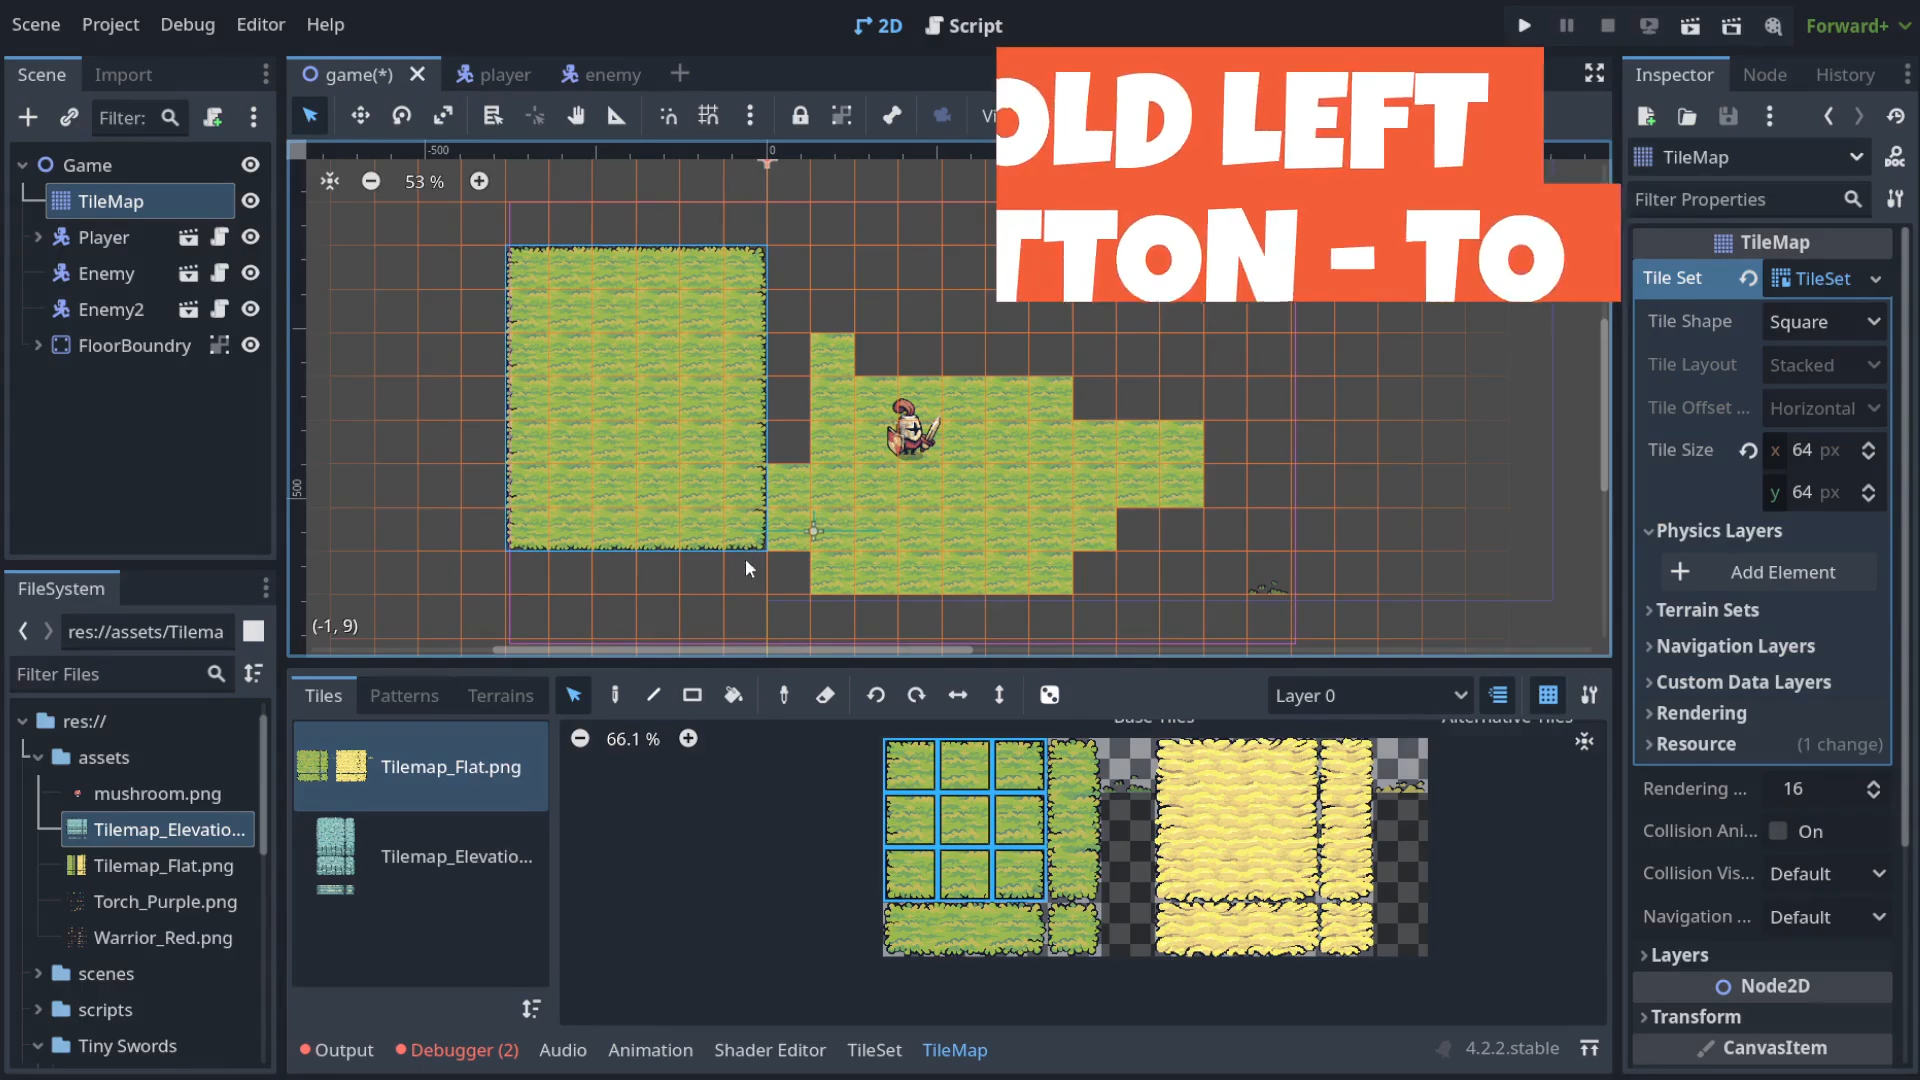 Scene Project Debug Editor Help
2D Script
Forward+
Scene Import
game(*) player enemy
Inspector Node History
Filter:
OLD LEFT
TTON - TO
-500 0
53 %
500
(-1, 9)
Game
TileMap
Player
Enemy
Enemy2
FloorBoundry
TileMap
Filter Properties
TileMap
Tile Set TileSet
Tile Shape Square
Tile Layout Stacked
Tile Offset ... Horizontal
Tile Size x 64 px
y 64 px
Physics Layers
Add Element
Terrain Sets
Navigation Layers
Custom Data Layers
Rendering
Resource (1 change)
Rendering ... 16
Collision Ani... On
Collision Vis... Default
Navigation ... Default
Layers
Node2D
Transform
CanvasItem
FileSystem
res://assets/Tilema
Filter Files
res://
assets
mushroom.png
Tilemap_Elevatio...
Tilemap_Flat.png
Torch_Purple.png
Warrior_Red.png
scenes
scripts
Tiny Swords
Tiles Patterns Terrains
Layer 0
66.1 %
Base Tiles Alternative Tiles
Tilemap_Flat.png
Tilemap_Elevatio...
Output Debugger (2) Audio Animation Shader Editor TileSet TileMap
4.2.2.stable